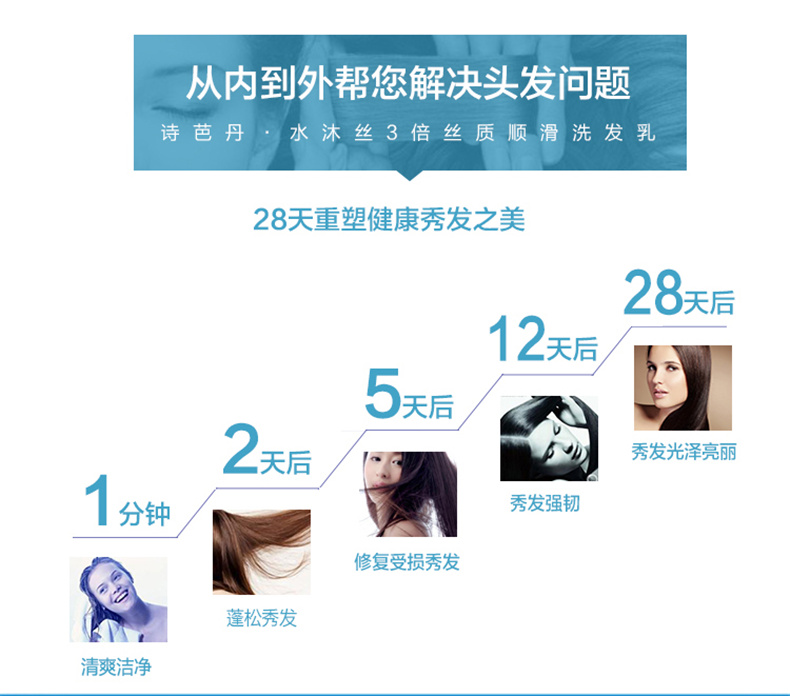 从内到外帮您解决头发问题
诗芭丹·水沐丝3倍丝质顺滑洗发乳
28天重塑健康秀发之美
1分钟
清爽洁净
2天后
蓬松秀发
5天后
修复受损秀发
12天后
秀发强韧
28天后
秀发光泽亮丽